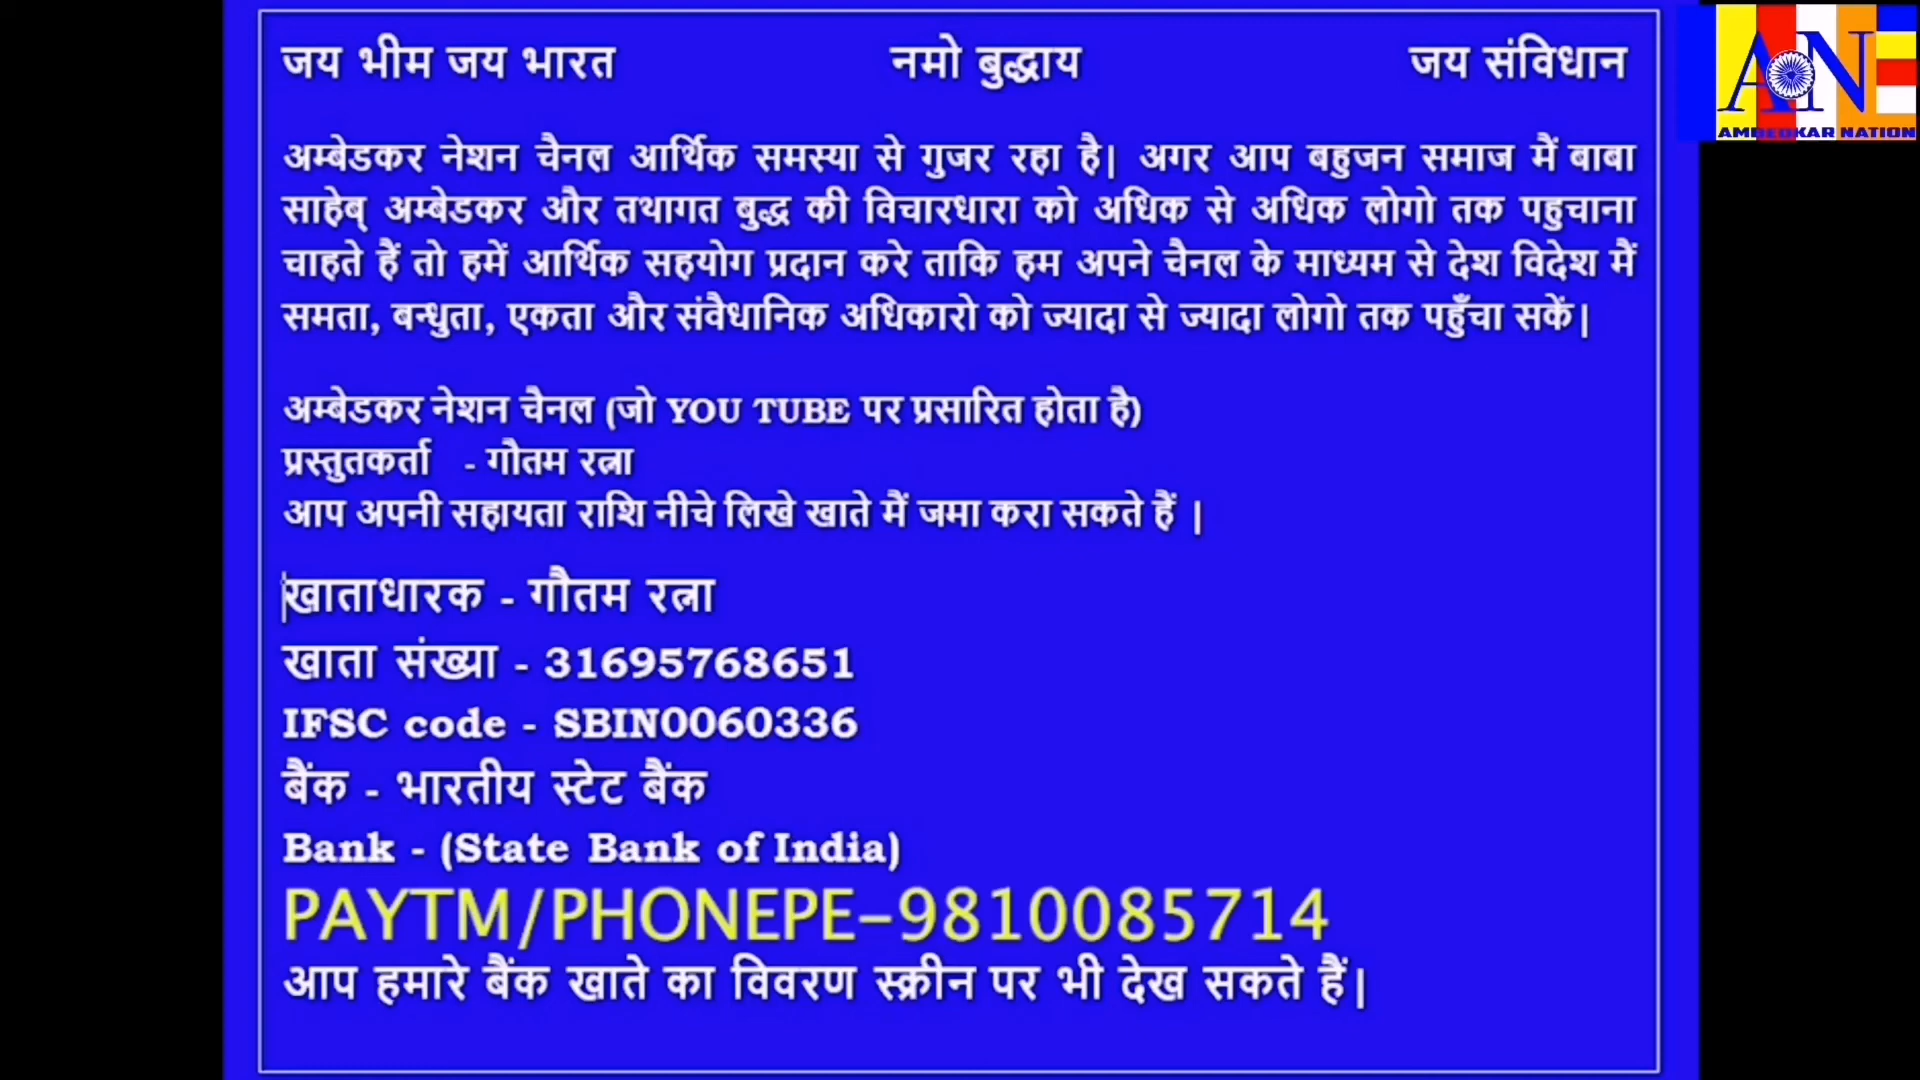 जय भीम जय भारत नमो बुद्धाय जय संविधान
AMBEDKAR NATION
अम्बेडकर नेशन चैनल आर्थिक समस्या से गुजर रहा है| अगर आप बहुजन समाज मैं बाबा
साहेब् अम्बेडकर और तथागत बुद्ध की विचारधारा को अधिक से अधिक लोगो तक पहुचाना
चाहते हैं तो हमें आर्थिक सहयोग प्रदान करे ताकि हम अपने चैनल के माध्यम से देश विदेश मैं
समता, बन्धुता, एकता और संवैधानिक अधिकारो को ज्यादा से ज्यादा लोगो तक पहुँचा सकें|
अम्बेडकर नेशन चैनल (जो YOU TUBE पर प्रसारित होता है)
प्रस्तुतकर्ता - गौतम रत्ना
आप अपनी सहायता राशि नीचे लिखे खाते मैं जमा करा सकते हैं |
खाताधारक - गौतम रत्ना
खाता संख्या - 31695768651
IFSC code - SBIN0060336
बैंक - भारतीय स्टेट बैंक
Bank - (State Bank of India)
PAYTM/PHONEPE-9810085714
आप हमारे बैंक खाते का विवरण स्क्रीन पर भी देख सकते हैं|